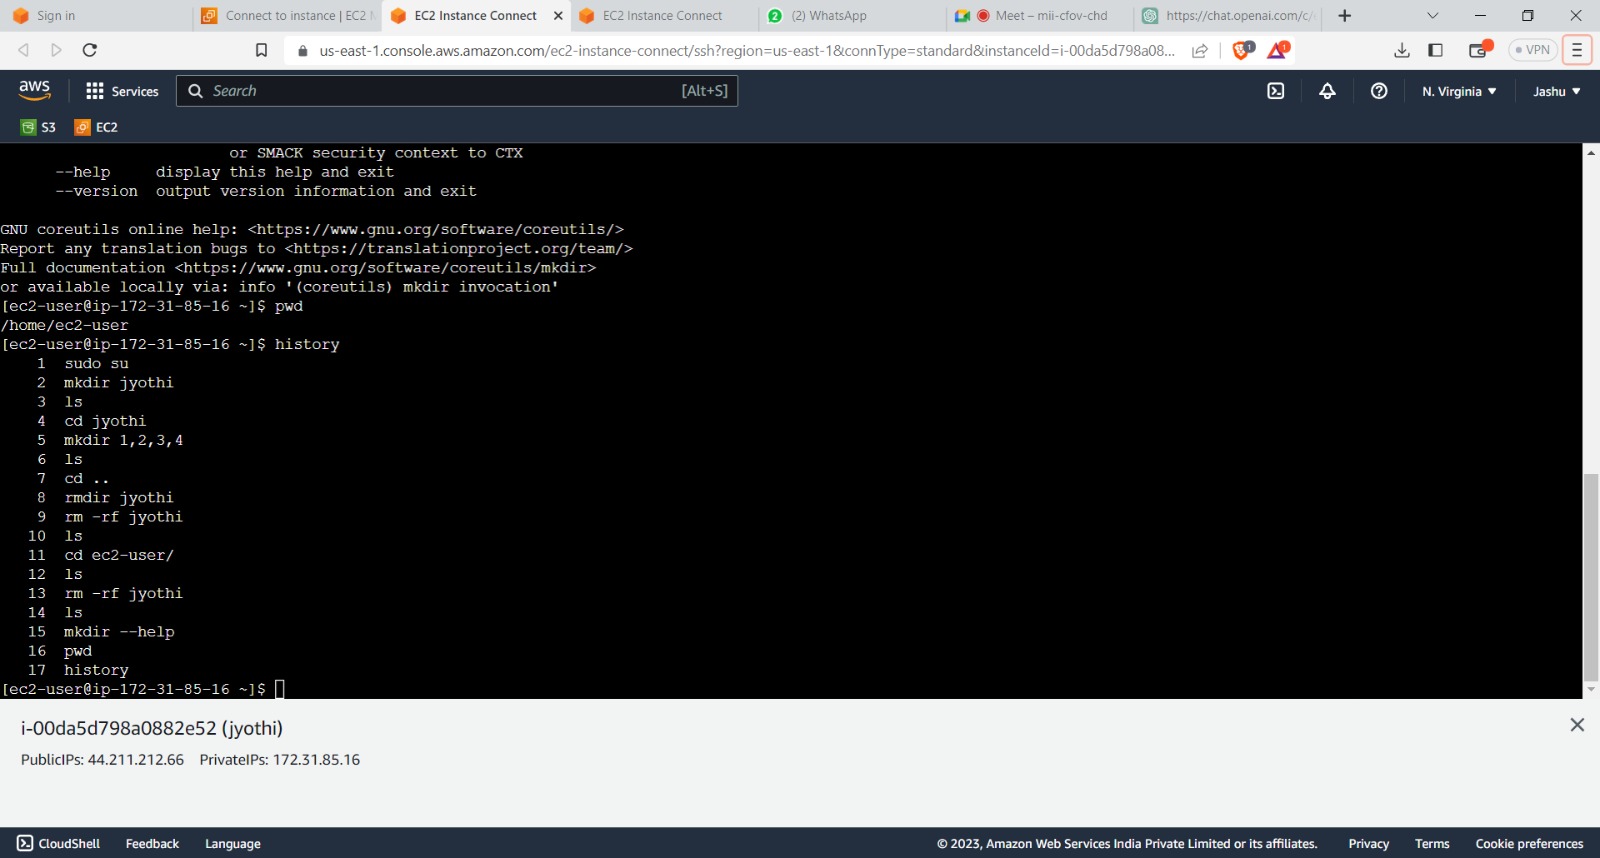 Sign in
Connect to instance | EC2 M
EC2 Instance Connect
EC2 Instance Connect
(2) WhatsApp
Meet – mii-cfov-chd
https://chat.openai.com/c/
us-east-1.console.aws.amazon.com/ec2-instance-connect/ssh?region=us-east-1&connType=standard&instanceId=i-00da5d798a08...
1
1
VPN
aws
Services
Search
[Alt+S]
N. Virginia
Jashu
S3
EC2
or SMACK security context to CTX
--help     display this help and exit
--version  output version information and exit
GNU coreutils online help: <https://www.gnu.org/software/coreutils/>
Report any translation bugs to <https://translationproject.org/team/>
Full documentation <https://www.gnu.org/software/coreutils/mkdir>
or available locally via: info '(coreutils) mkdir invocation'
[ec2-user@ip-172-31-85-16 ~]$ pwd
/home/ec2-user
[ec2-user@ip-172-31-85-16 ~]$ history
1  sudo su
2  mkdir jyothi
3  ls
4  cd jyothi
5  mkdir 1,2,3,4
6  ls
7  cd ..
8  rmdir jyothi
9  rm -rf jyothi
10  ls
11  cd ec2-user/
12  ls
13  rm -rf jyothi
14  ls
15  mkdir --help
16  pwd
17  history
[ec2-user@ip-172-31-85-16 ~]$
i-00da5d798a0882e52 (jyothi)
PublicIPs: 44.211.212.66   PrivateIPs: 172.31.85.16
CloudShell
Feedback
Language
© 2023, Amazon Web Services India Private Limited or its affiliates.
Privacy
Terms
Cookie preferences